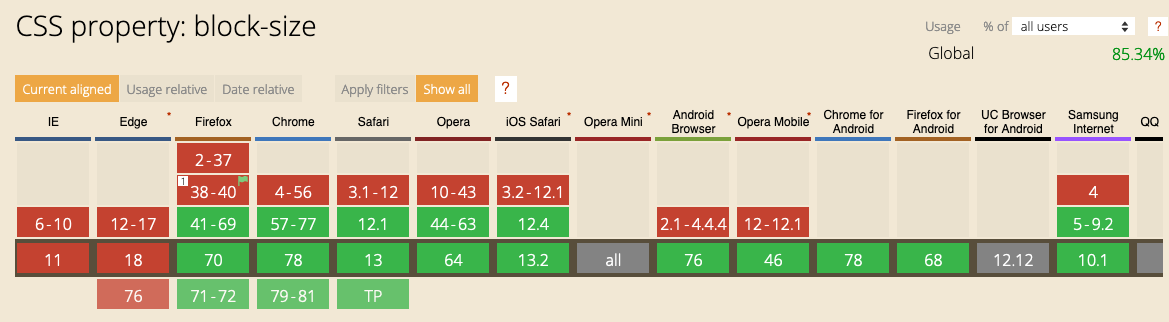 CSS property: block-size
Usage % of all users ?
Global 85.34%
Current aligned Usage relative Date relative Apply filters Show all ?
IE Edge * Firefox Chrome Safari Opera iOS Safari * Opera Mini * Android Browser * Opera Mobile * Chrome for Android Firefox for Android UC Browser for Android Samsung Internet QQ
2-37
1 38-40 4-56 3.1-12 10-43 3.2-12.1 4
6-10 12-17 41-69 57-77 12.1 44-63 12.4 2.1-4.4.4 12-12.1 5-9.2
11 18 70 78 13 64 13.2 all 76 46 78 68 12.12 10.1
76 71-72 79-81 TP